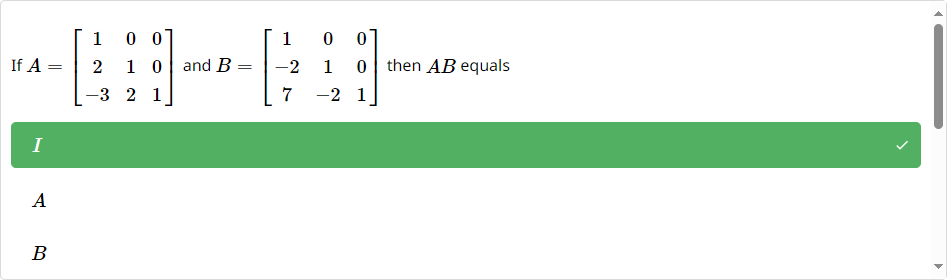 If A = [1 0 0; 2 1 0; −3 2 1] and B = [1 0 0; −2 1 0; 7 −2 1] then AB equals
I
A
B